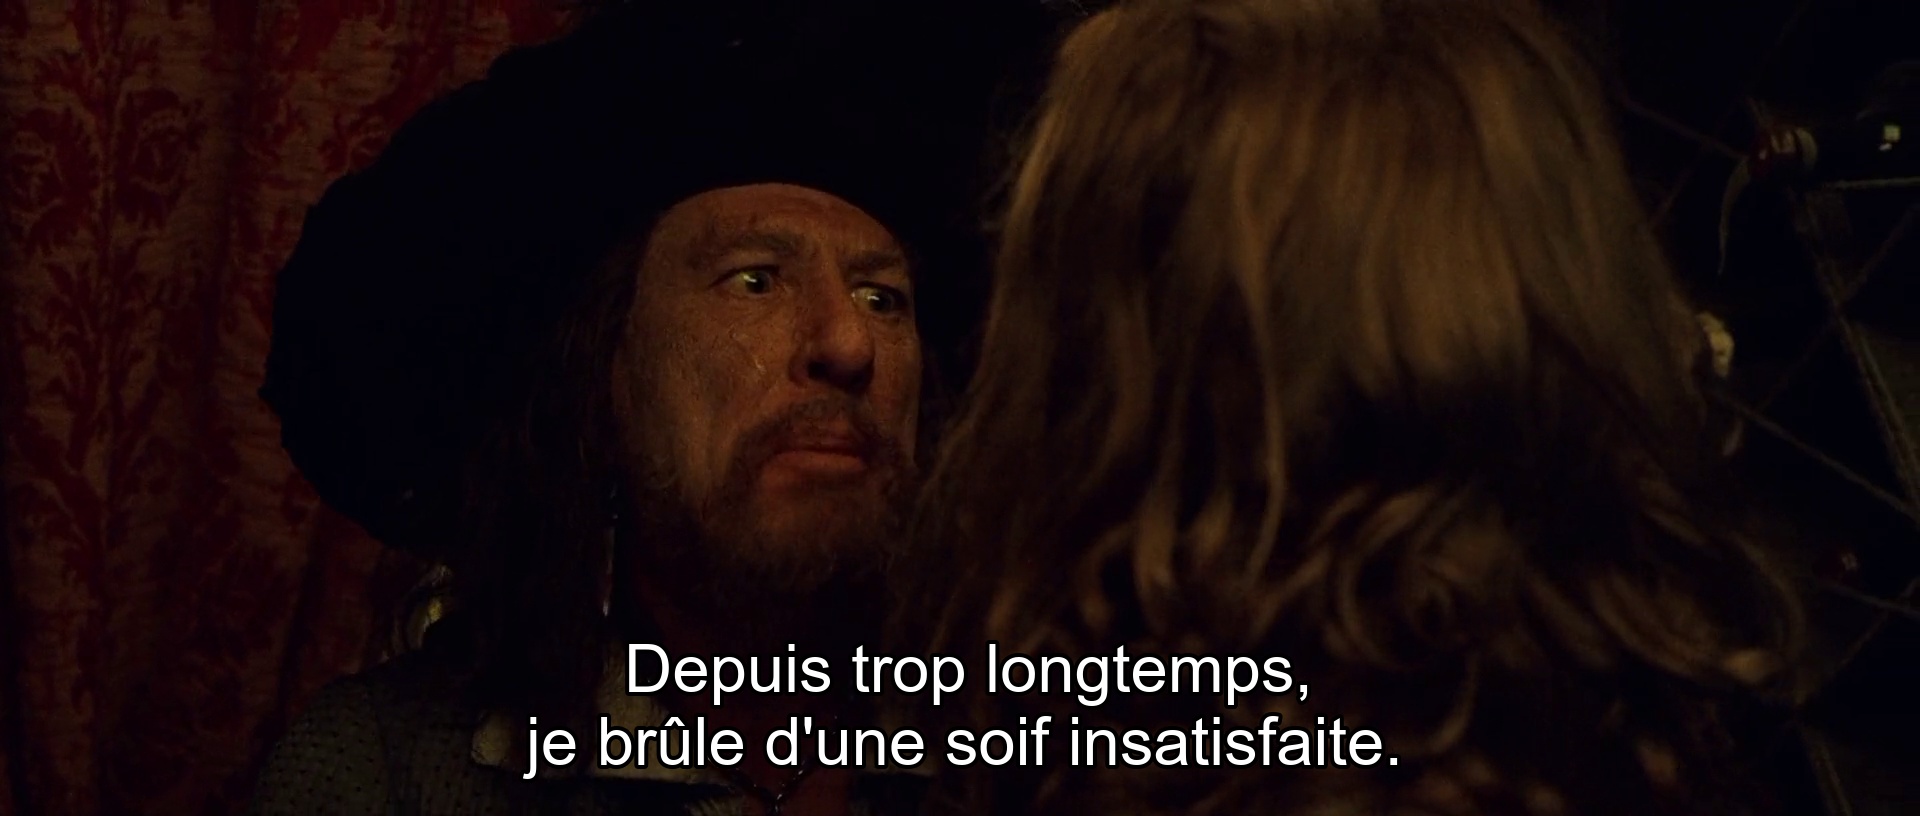 Depuis trop longtemps,
je brûle d'une soif insatisfaite.